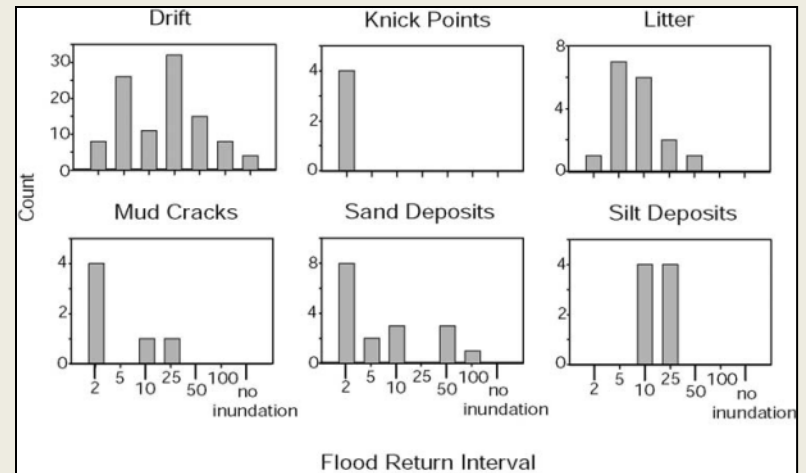 Drift
Knick Points
Litter
30
20
10
0
4
2
0
8
4
0
Count
Mud Cracks
Sand Deposits
Silt Deposits
4
2
0
8
4
0
4
2
0
2 5 10 25 50 100 no inundation
2 5 10 25 50 100 no inundation
2 5 10 25 50 100 no inundation
Flood Return Interval